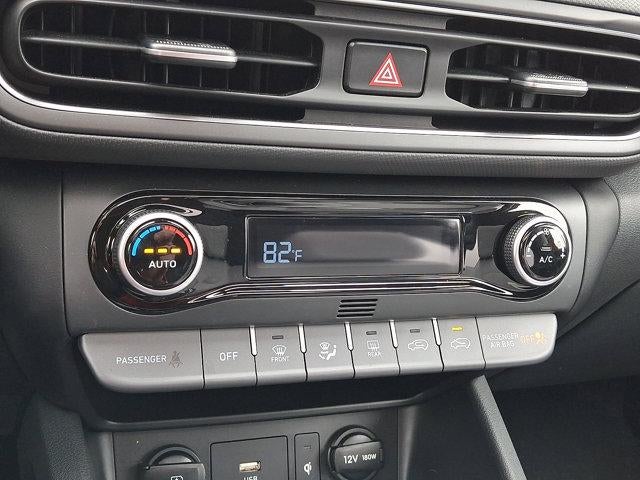 82°F
AUTO
A/C
PASSENGER
OFF
FRONT
REAR
PASSENGER
AIR BAG OFF
USB
12V 180W